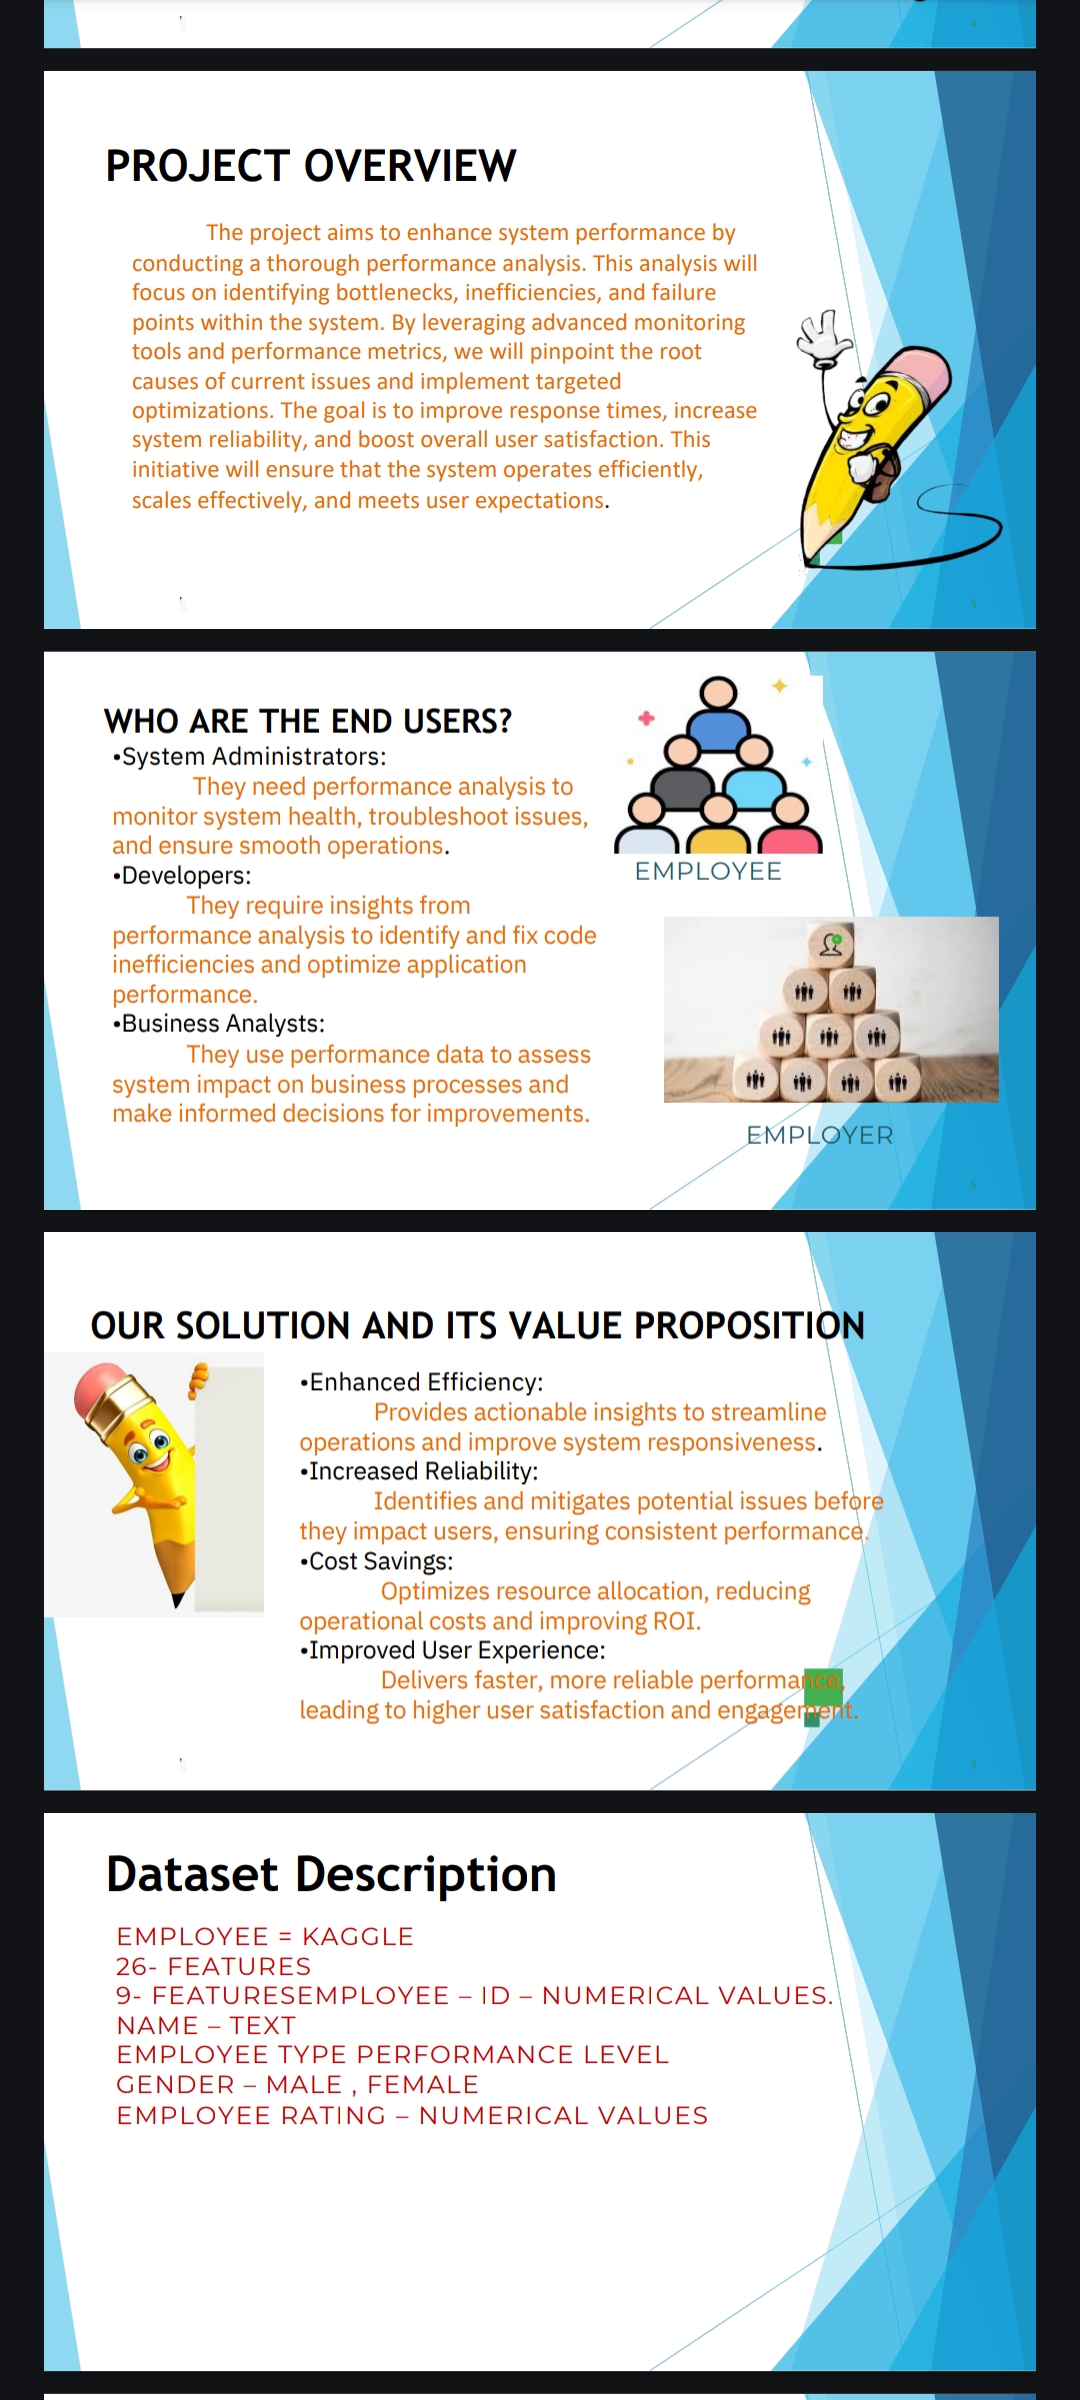 4
PROJECT OVERVIEW
The project aims to enhance system performance by
conducting a thorough performance analysis. This analysis will
focus on identifying bottlenecks, inefficiencies, and failure
points within the system. By leveraging advanced monitoring
tools and performance metrics, we will pinpoint the root
causes of current issues and implement targeted
optimizations. The goal is to improve response times, increase
system reliability, and boost overall user satisfaction. This
initiative will ensure that the system operates efficiently,
scales effectively, and meets user expectations.
5
WHO ARE THE END USERS?
•System Administrators:
They need performance analysis to
monitor system health, troubleshoot issues,
and ensure smooth operations.
•Developers:
They require insights from
performance analysis to identify and fix code
inefficiencies and optimize application
performance.
•Business Analysts:
They use performance data to assess
system impact on business processes and
make informed decisions for improvements.
EMPLOYEE
EMPLOYER
6
OUR SOLUTION AND ITS VALUE PROPOSITION
•Enhanced Efficiency:
Provides actionable insights to streamline
operations and improve system responsiveness.
•Increased Reliability:
Identifies and mitigates potential issues before
they impact users, ensuring consistent performance.
•Cost Savings:
Optimizes resource allocation, reducing
operational costs and improving ROI.
•Improved User Experience:
Delivers faster, more reliable performance,
leading to higher user satisfaction and engagement.
7
Dataset Description
EMPLOYEE = KAGGLE
26- FEATURES
9- FEATURESEMPLOYEE – ID – NUMERICAL VALUES.
NAME – TEXT
EMPLOYEE TYPE PERFORMANCE LEVEL
GENDER – MALE , FEMALE
EMPLOYEE RATING – NUMERICAL VALUES